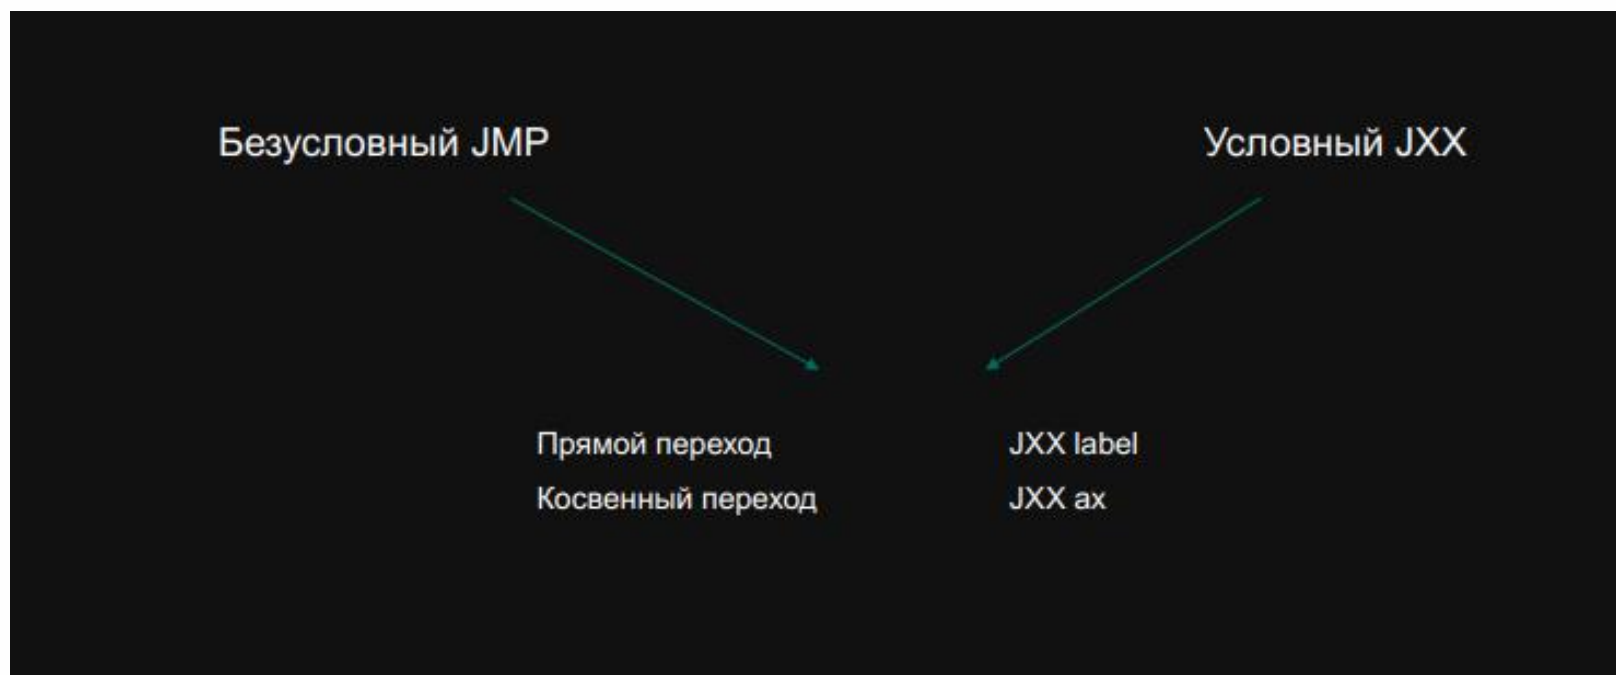 Безусловный JMP
Условный JXX
Прямой переход
JXX label
Косвенный переход
JXX ax